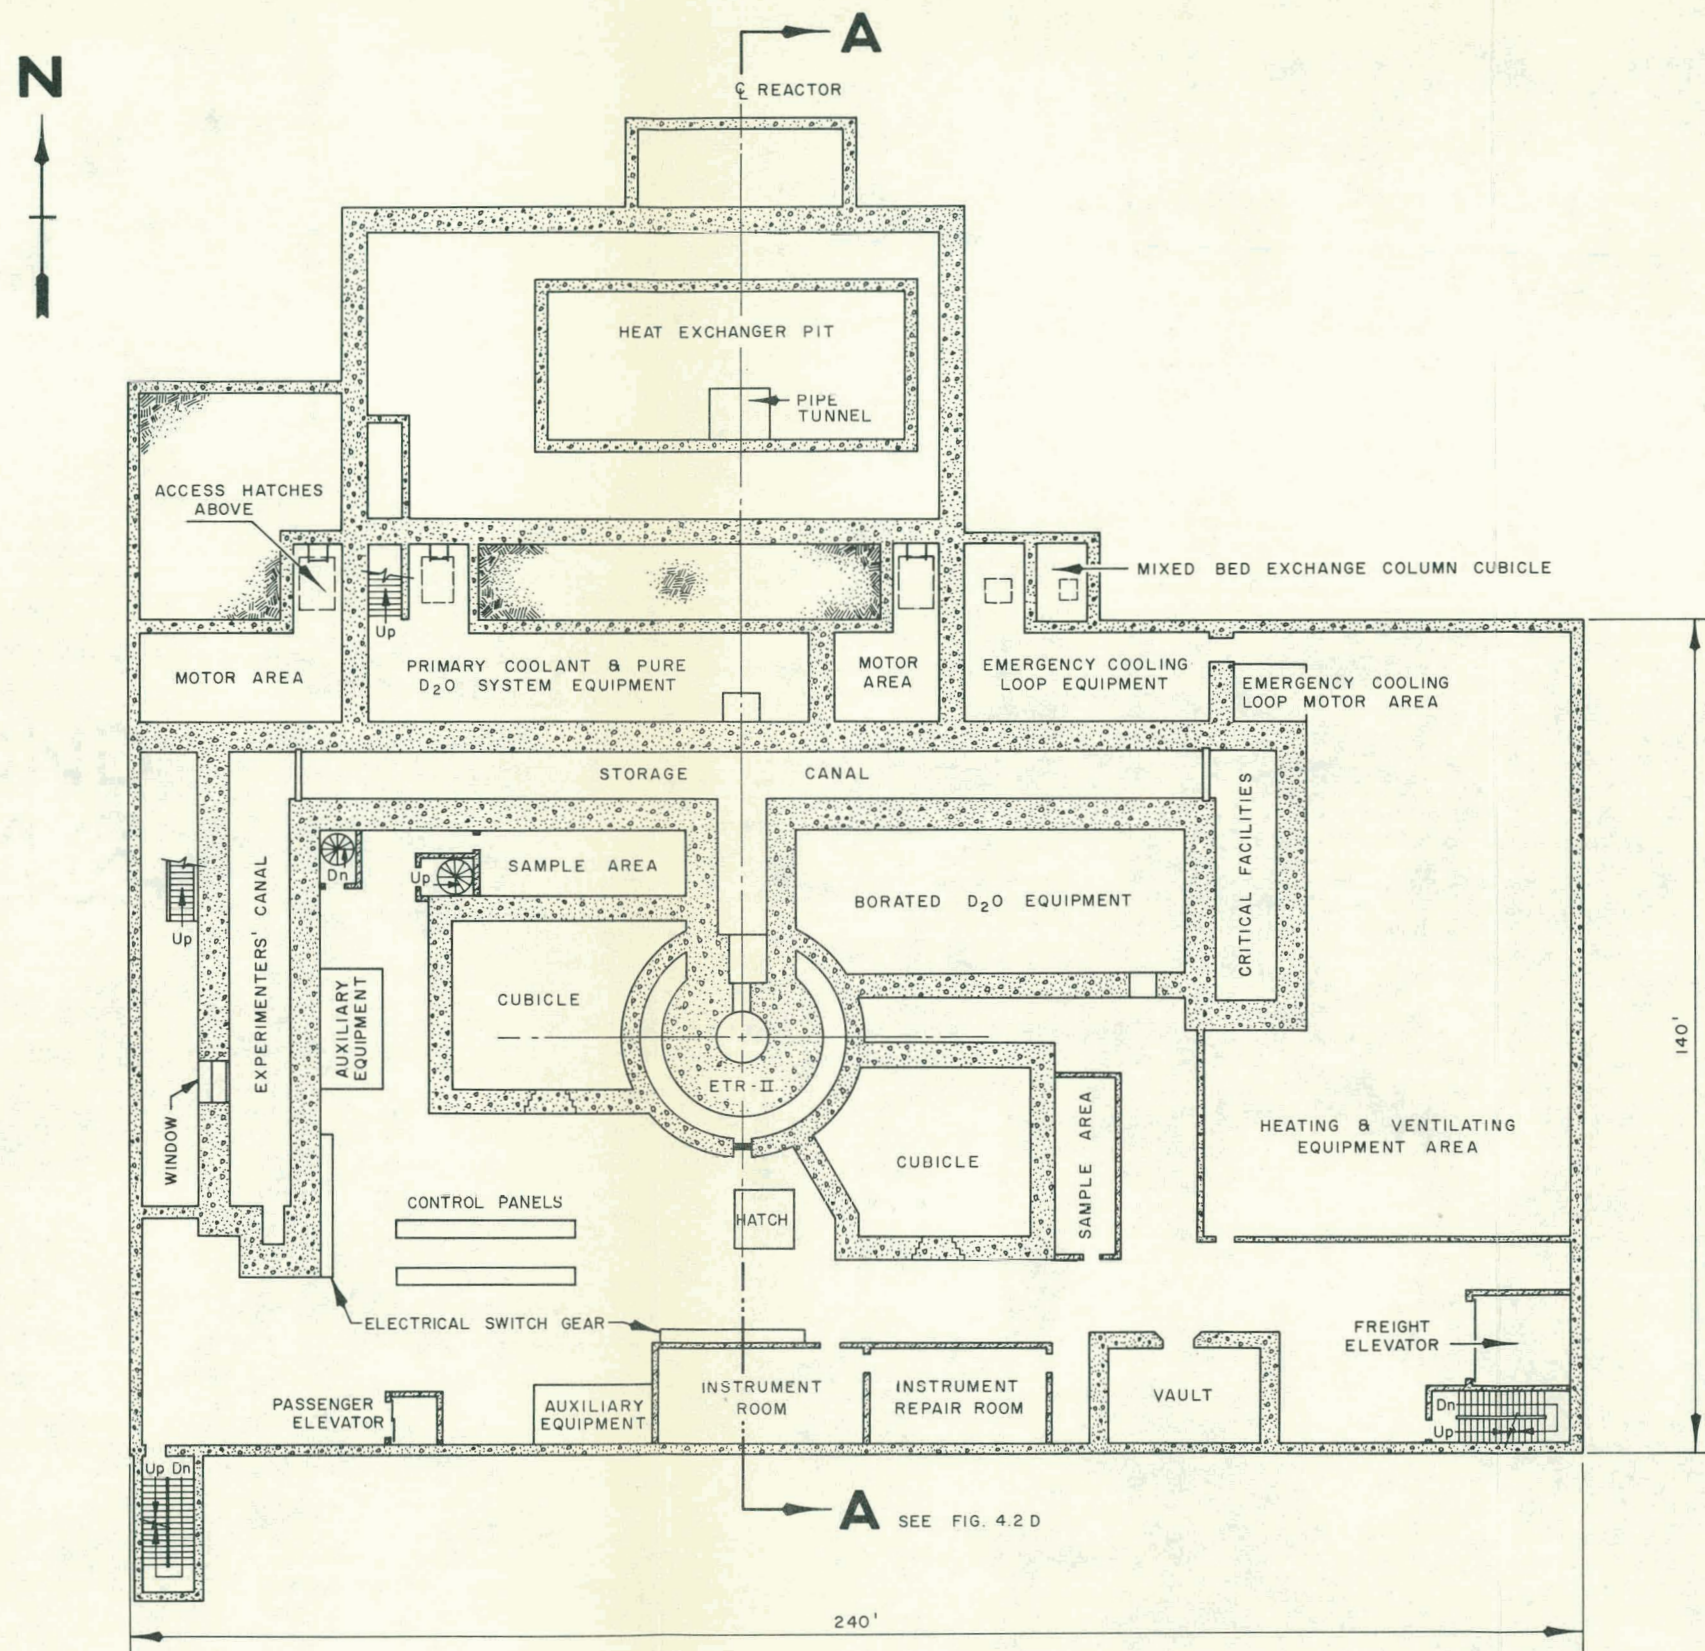 A
N
℄ REACTOR
HEAT EXCHANGER PIT
PIPE
TUNNEL
ACCESS HATCHES
ABOVE
MIXED BED EXCHANGE COLUMN CUBICLE
Up
MOTOR AREA
PRIMARY COOLANT & PURE
D₂O SYSTEM EQUIPMENT
MOTOR
AREA
EMERGENCY COOLING
LOOP EQUIPMENT
EMERGENCY COOLING
LOOP MOTOR AREA
STORAGE CANAL
Dn
Up
SAMPLE AREA
BORATED D₂O EQUIPMENT
CRITICAL FACILITIES
Up
EXPERIMENTERS' CANAL
AUXILIARY
EQUIPMENT
CUBICLE
ETR-II
140'
WINDOW
CUBICLE
SAMPLE AREA
HEATING & VENTILATING
EQUIPMENT AREA
CONTROL PANELS
HATCH
ELECTRICAL SWITCH GEAR
FREIGHT
ELEVATOR
PASSENGER
ELEVATOR
AUXILIARY
EQUIPMENT
INSTRUMENT
ROOM
INSTRUMENT
REPAIR ROOM
VAULT
Dn
Up
Up Dn
A SEE FIG. 4.2 D
240'